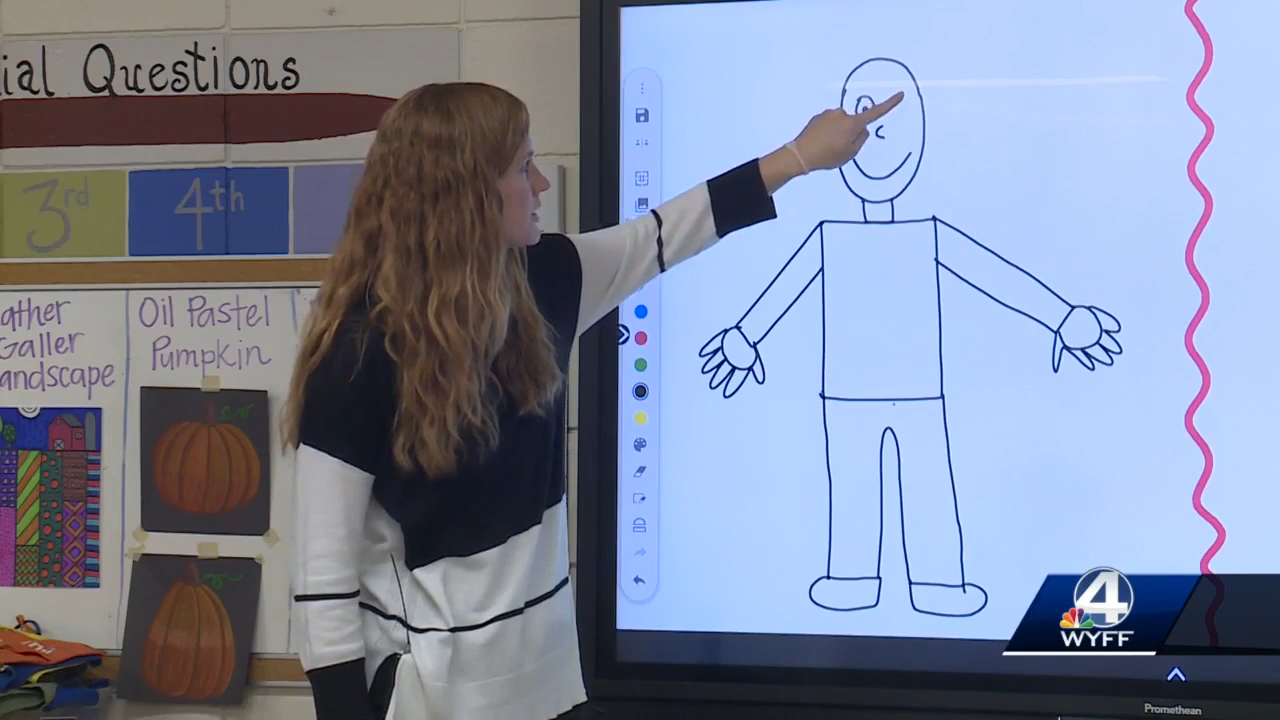 ial Questions
3rd
4th
ather
Galler
andscape
Oil Pastel
Pumpkin
4
WYFF
Promethean